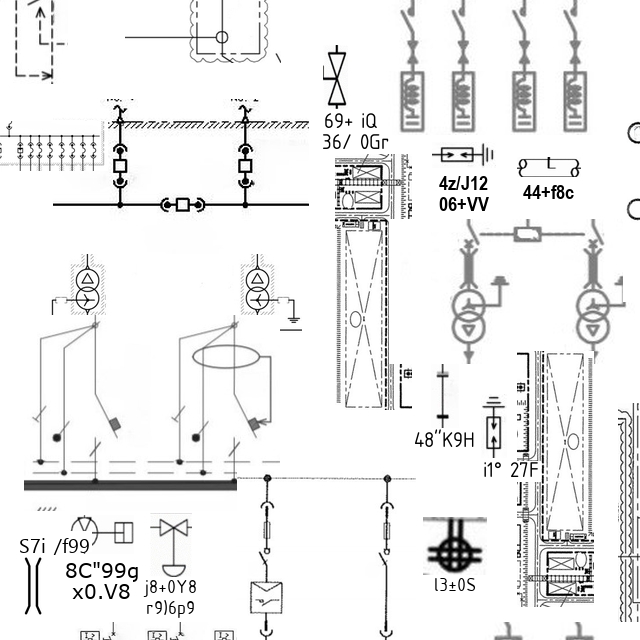 69+ iQ
36/ 0Gr
4z/J12
06+VV
44+f8c
48"K9H
i1° 27F
S7i /f99
8C"99g
x0.V8
j8+0Y8
r9)6p9
l3±0S